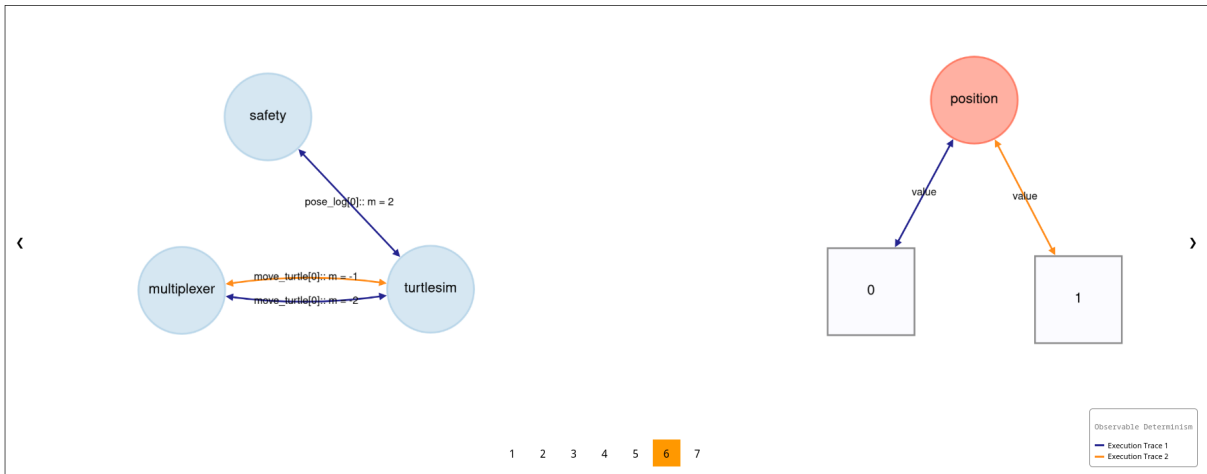 safety
position
pose_log[0]:: m = 2
value
value
❮
❯
multiplexer
move_turtle[0]:: m = -1
move_turtle[0]:: m = -2
turtlesim
0
1
Observable Determinism
Execution Trace 1
Execution Trace 2
1 2 3 4 5 6 7